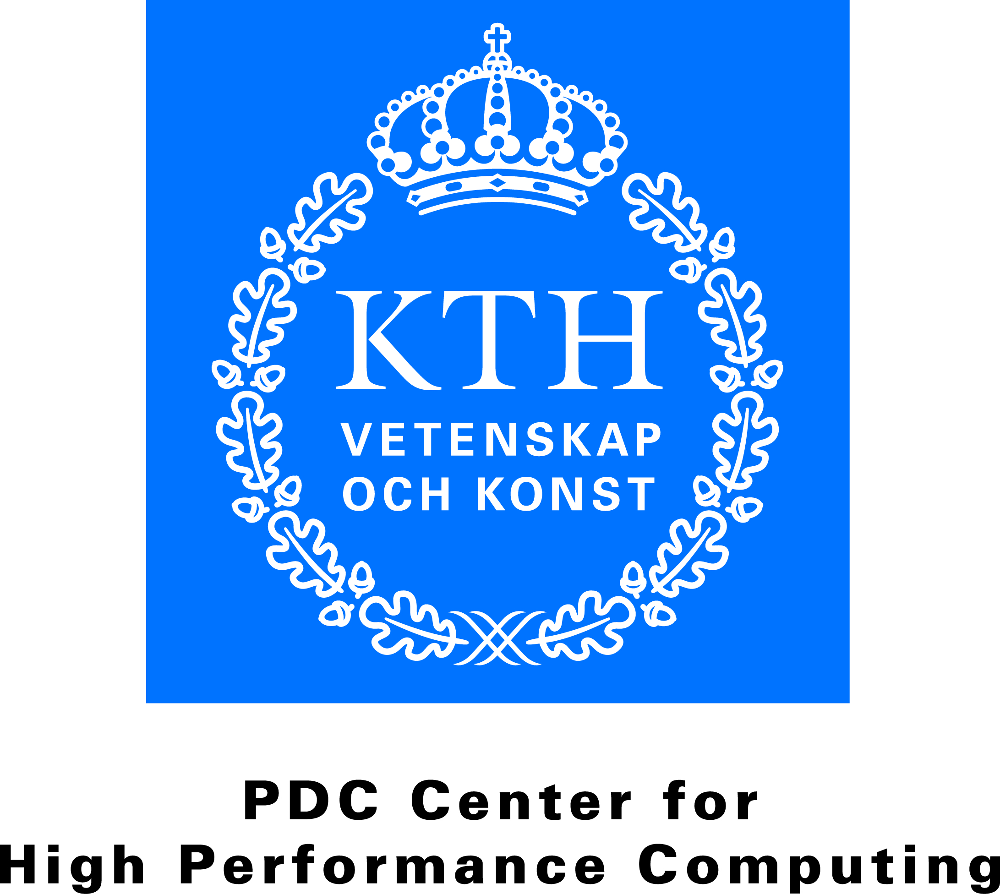 KTH
VETENSKAP
OCH KONST
PDC Center for
High Performance Computing